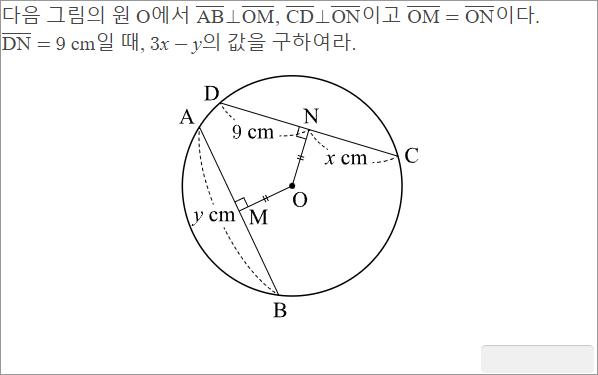 다음 그림의 원 O에서 AB⊥OM, CD⊥ON이고 OM = ON이다.
DN = 9 cm일 때, 3x − y의 값을 구하여라.
D
A
N
9 cm
x cm
C
O
y cm
M
B